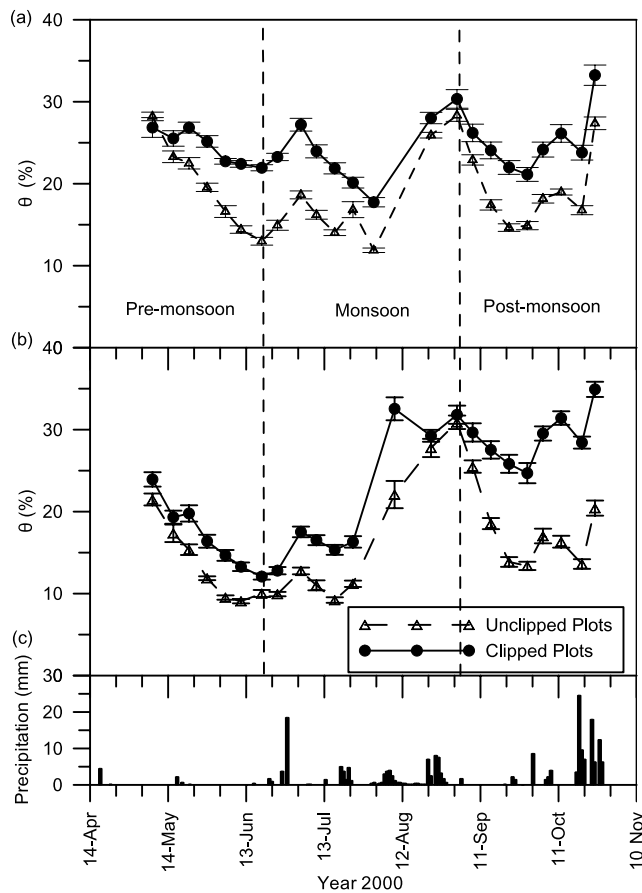 (a)
40
30
20
10
0
θ (%)
Pre-monsoon
Monsoon
Post-monsoon
(b)
40
30
20
10
0
θ (%)
Unclipped Plots
Clipped Plots
(c)
30
20
10
0
Precipitation (mm)
14-Apr
14-May
13-Jun
13-Jul
12-Aug
11-Sep
11-Oct
10 Nov
Year 2000